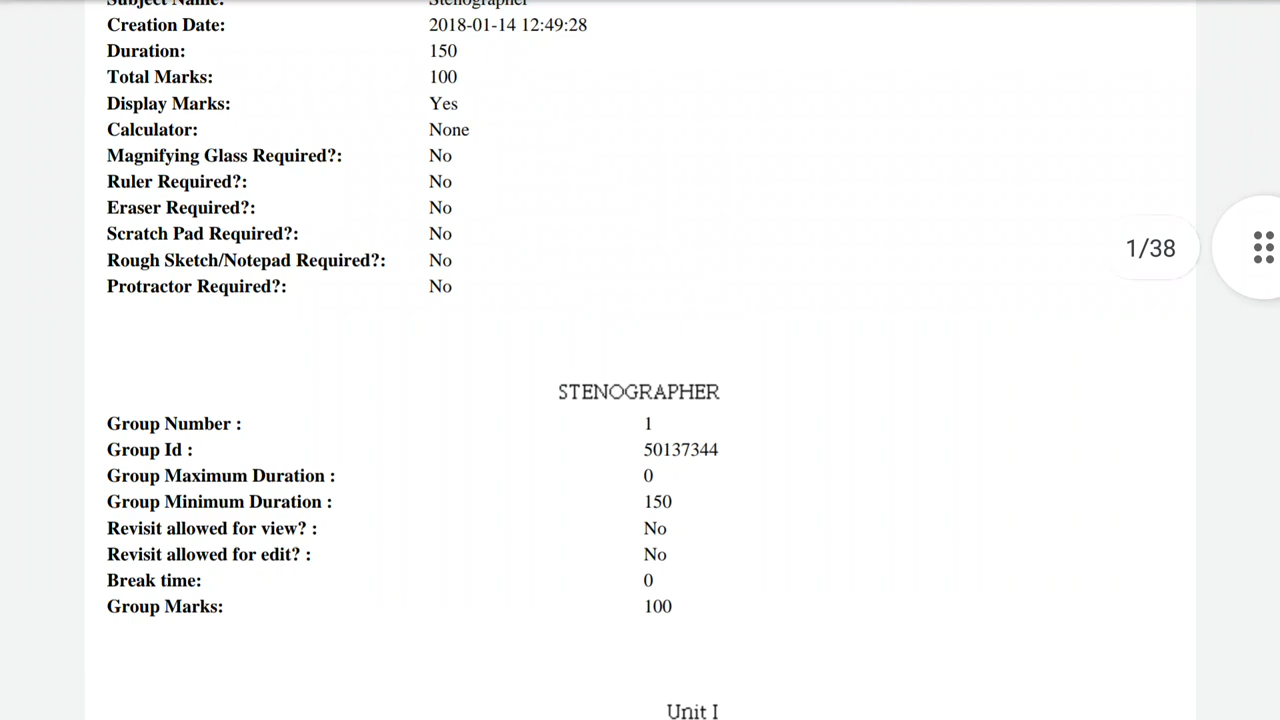 Subject Name: Stenographer
Creation Date: 2018-01-14 12:49:28
Duration: 150
Total Marks: 100
Display Marks: Yes
Calculator: None
Magnifying Glass Required?: No
Ruler Required?: No
Eraser Required?: No
Scratch Pad Required?: No
Rough Sketch/Notepad Required?: No
Protractor Required?: No
1/38
STENOGRAPHER
Group Number : 1
Group Id : 50137344
Group Maximum Duration : 0
Group Minimum Duration : 150
Revisit allowed for view? : No
Revisit allowed for edit? : No
Break time: 0
Group Marks: 100
Unit I